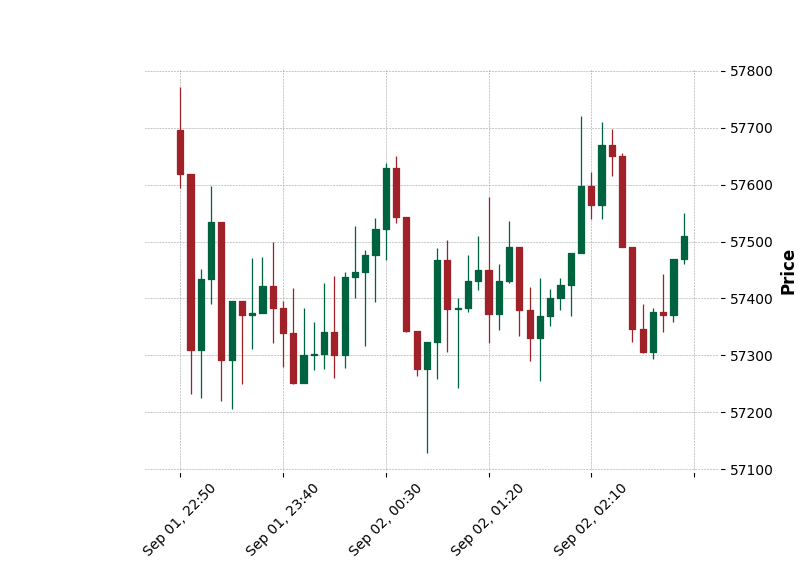 57800
57700
57600
57500
57400
57300
57200
57100
Price
Sep 01, 22:50
Sep 01, 23:40
Sep 02, 00:30
Sep 02, 01:20
Sep 02, 02:10